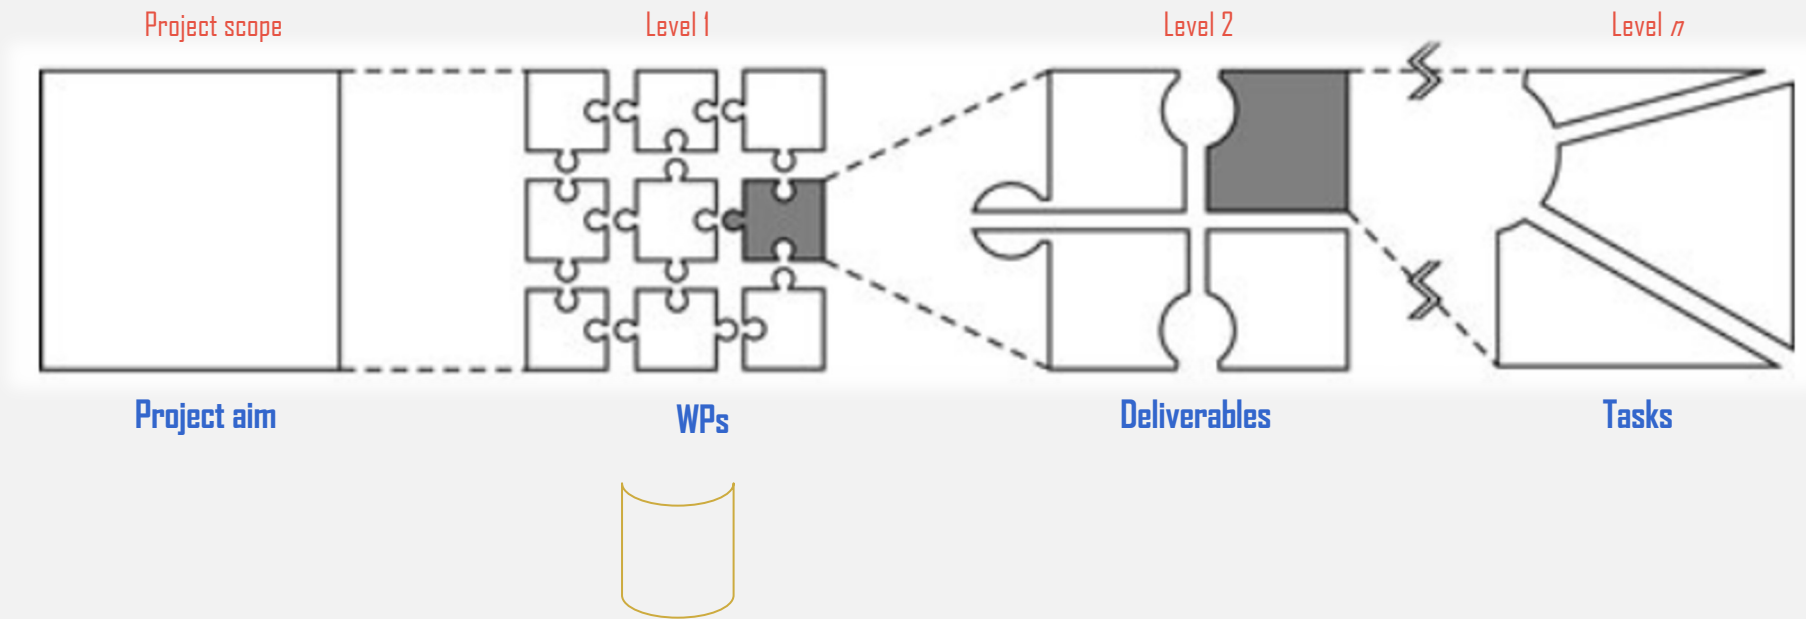 Project scope
Level 1
Level 2
Level n
Project aim
WPs
Deliverables
Tasks